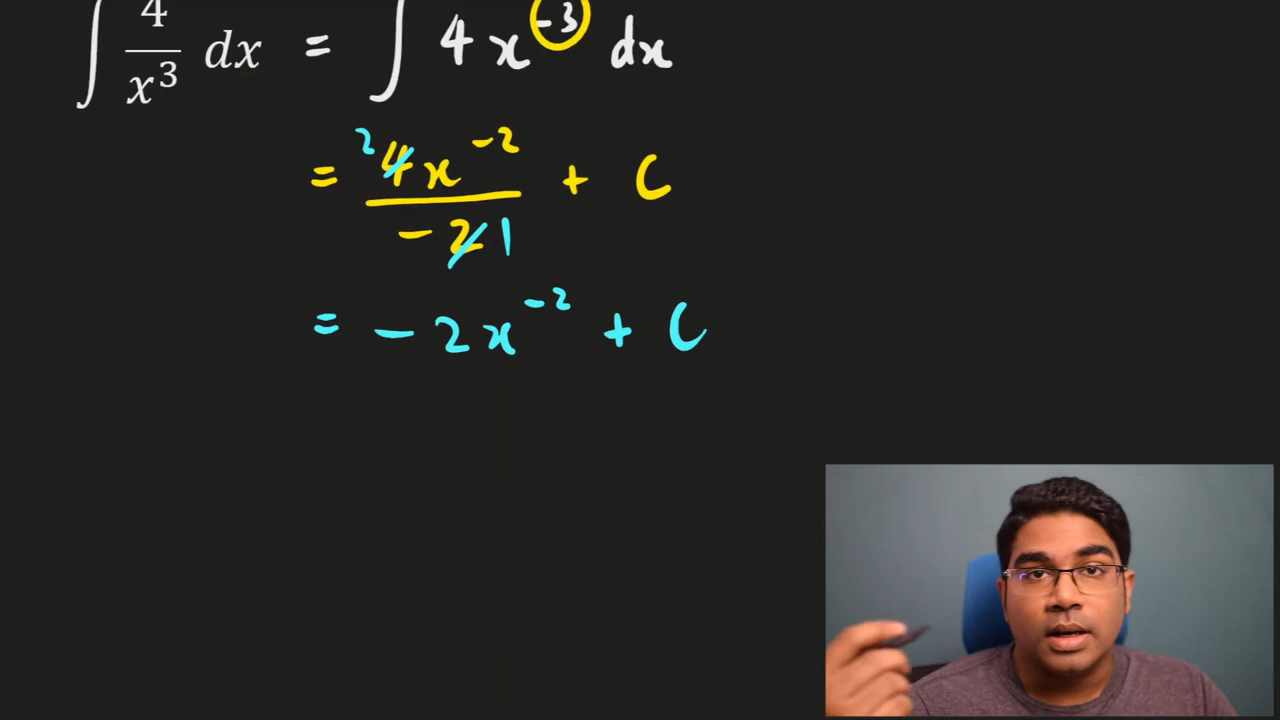 ∫ 4/x³ dx = ∫ 4x⁻³ dx
= ²4x⁻² / -2 1 + C
= -2x⁻² + C